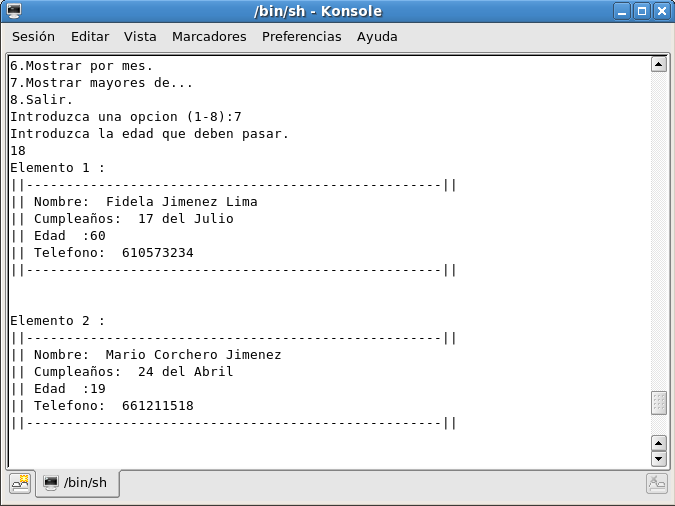 /bin/sh - Konsole
Sesión Editar Vista Marcadores Preferencias Ayuda
6.Mostrar por mes.
7.Mostrar mayores de...
8.Salir.
Introduzca una opcion (1-8):7
Introduzca la edad que deben pasar.
18
Elemento 1 :
||----------------------------------------------------||
|| Nombre:  Fidela Jimenez Lima
|| Cumpleaños:  17 del Julio
|| Edad  :60
|| Telefono:  610573234
||----------------------------------------------------||
Elemento 2 :
||----------------------------------------------------||
|| Nombre:  Mario Corchero Jimenez
|| Cumpleaños:  24 del Abril
|| Edad  :19
|| Telefono:  661211518
||----------------------------------------------------||
/bin/sh